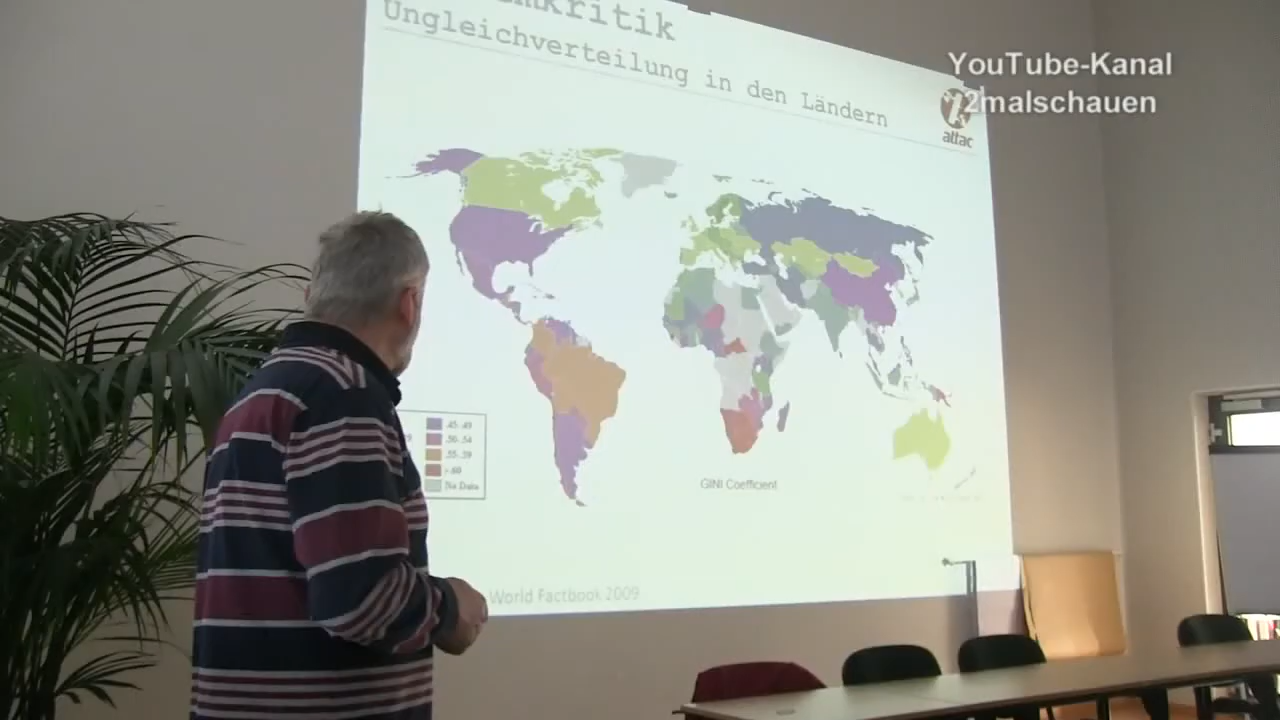 Ungleichverteilung in den Ländern
YouTube-Kanal
2malschauen
attac
.45-.49
.50-.54
.55-.59
>.60
No Data
GINI Coefficient
World Factbook 2009